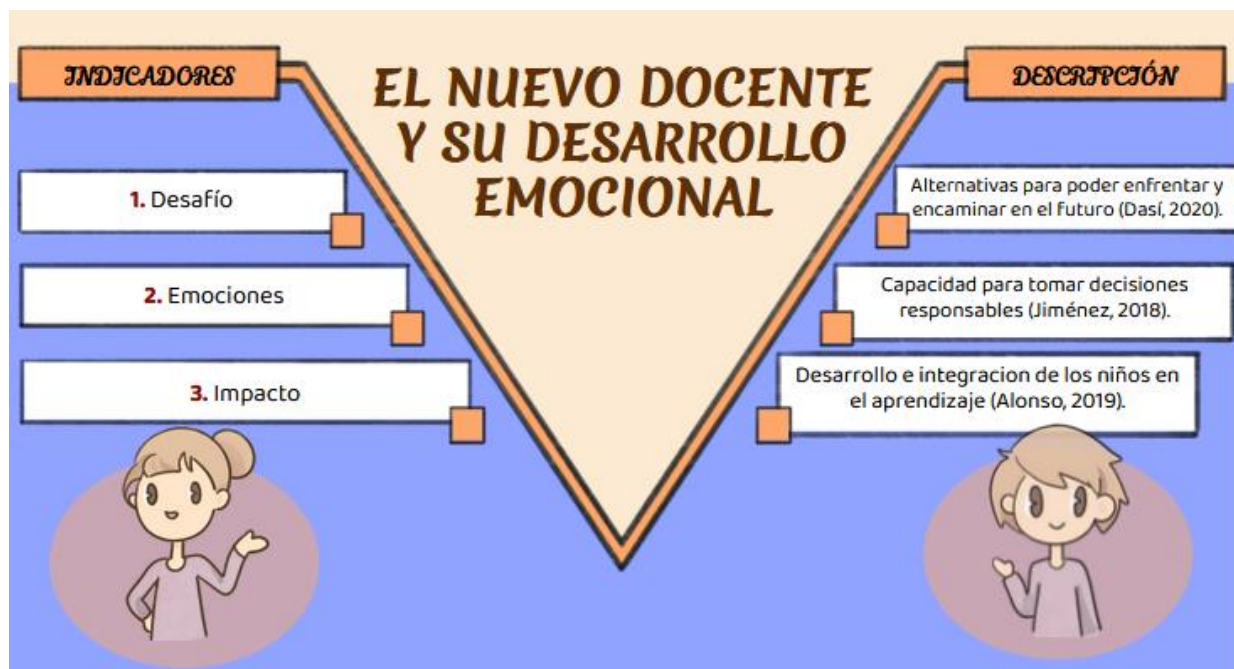 INDICADORES
EL NUEVO DOCENTE
Y SU DESARROLLO
EMOCIONAL
DESCRIPCIÓN
1. Desafío
Alternativas para poder enfrentar y
encaminar en el futuro (Dasí, 2020).
2. Emociones
Capacidad para tomar decisiones
responsables (Jiménez, 2018).
3. Impacto
Desarrollo e integracion de los niños en
el aprendizaje (Alonso, 2019).